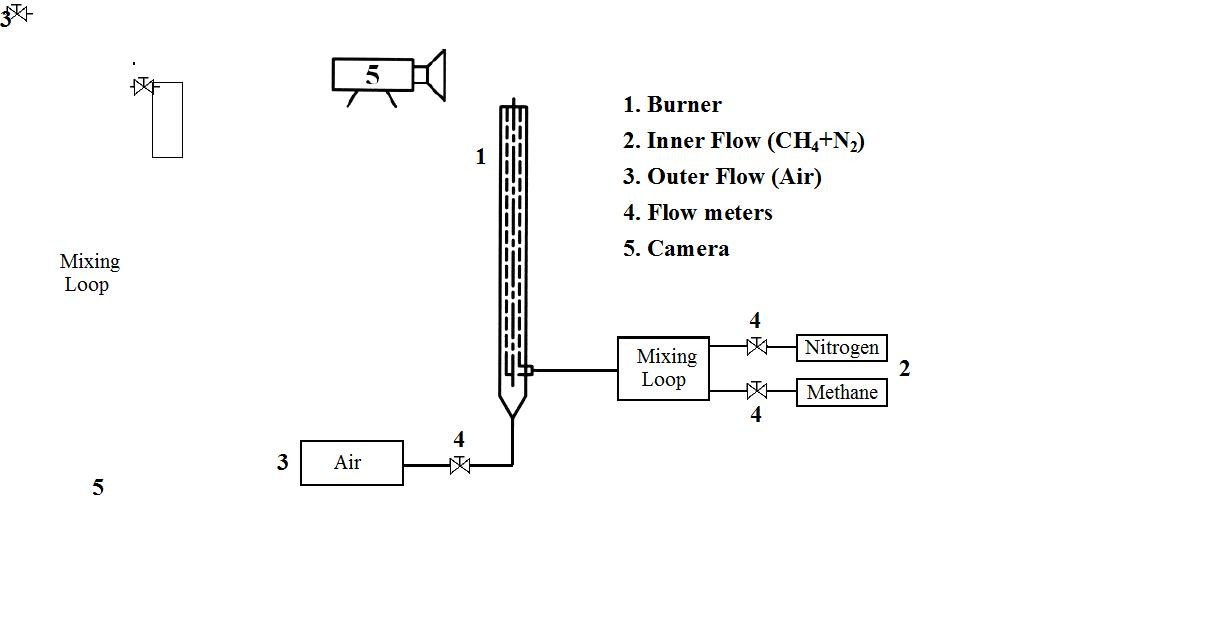 3
5
1. Burner
1
2. Inner Flow (CH₄+N₂)
3. Outer Flow (Air)
4. Flow meters
5. Camera
Mixing
Loop
4
Nitrogen
Mixing
Loop
2
Methane
4
4
3
Air
5